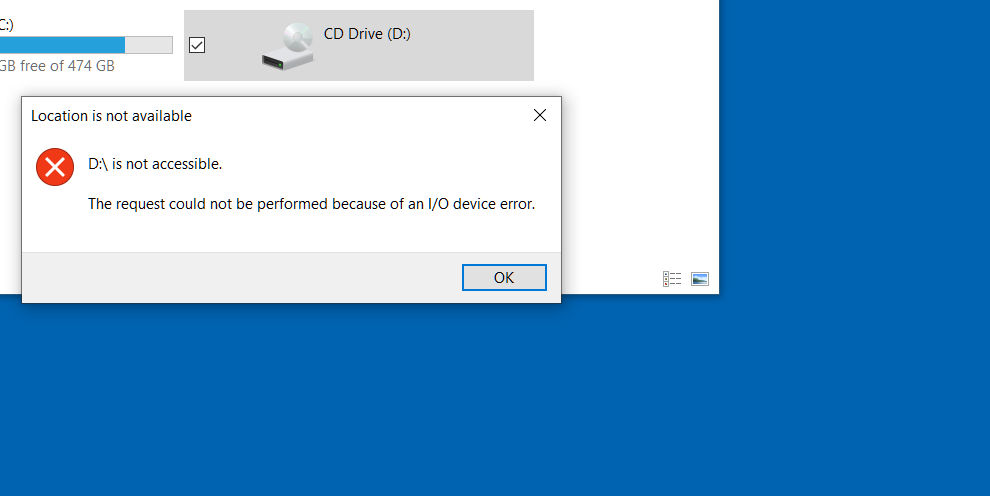 C:)
CD Drive (D:)
GB free of 474 GB
Location is not available
D:\ is not accessible.
The request could not be performed because of an I/O device error.
OK